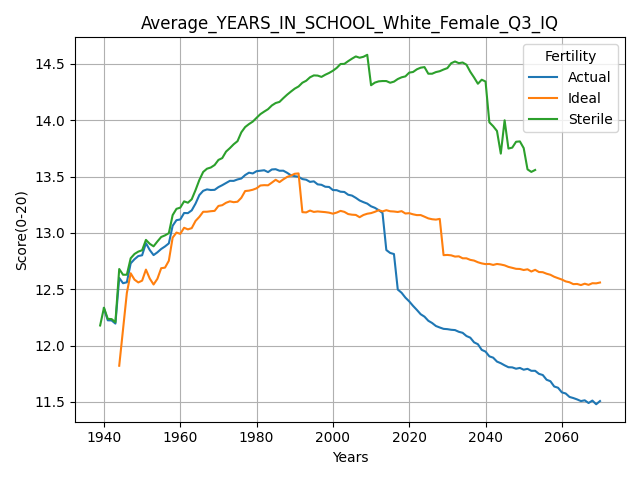 Average_YEARS_IN_SCHOOL_White_Female_Q3_IQ
Fertility
Actual
Ideal
Sterile
Score(0-20)
14.5
14.0
13.5
13.0
12.5
12.0
11.5
1940 1960 1980 2000 2020 2040 2060
Years